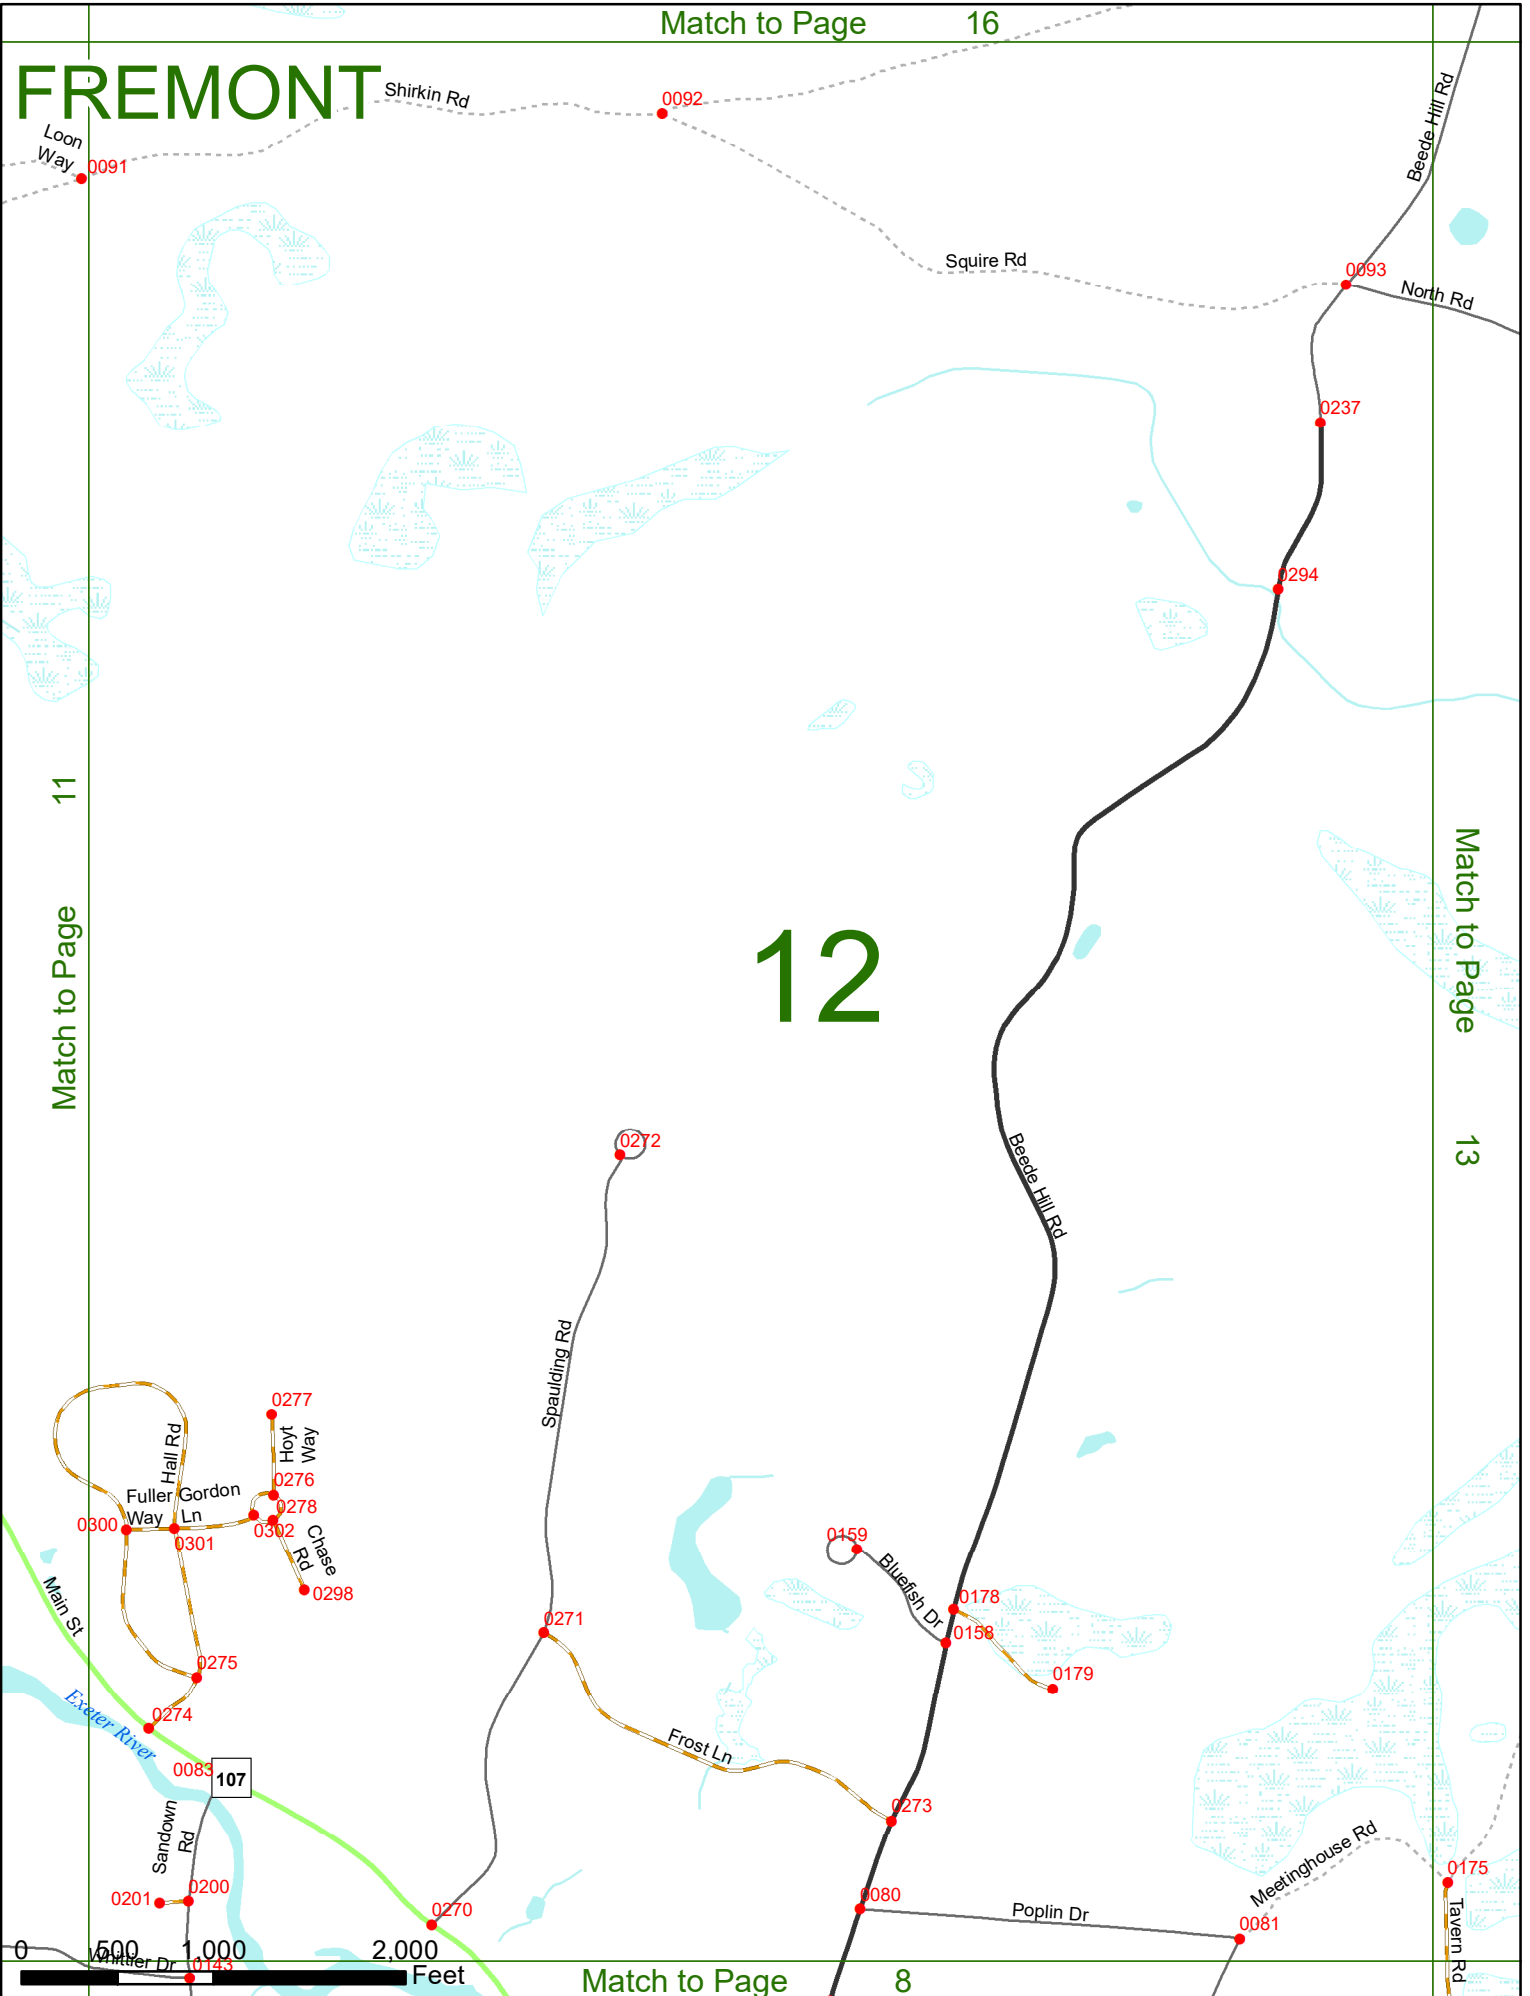 Match to Page 16
FREMONT
Shirkin Rd
0092
Loon
Way
0091
Beede Hill Rd
Squire Rd
0093
North Rd
0237
0294
11
Match to Page
12
Match to Page
13
0272
Beede Hill Rd
Spaulding Rd
0277
Hall Rd
Hoyt
Way
0276
Fuller
Way
Gordon
Ln
0278
0300
0301
0302
Chase
Rd
0298
0159
Bluefish Dr
0178
0158
0179
Main St
0271
0275
Exeter River
0274
Frost Ln
0083
107
0273
Sandown
Rd
Meetinghouse Rd
0175
0201
0200
0270
0080
Poplin Dr
0081
Tavern Rd
0 500 1,000 2,000
Whittier Dr
0143
Feet
Match to Page 8